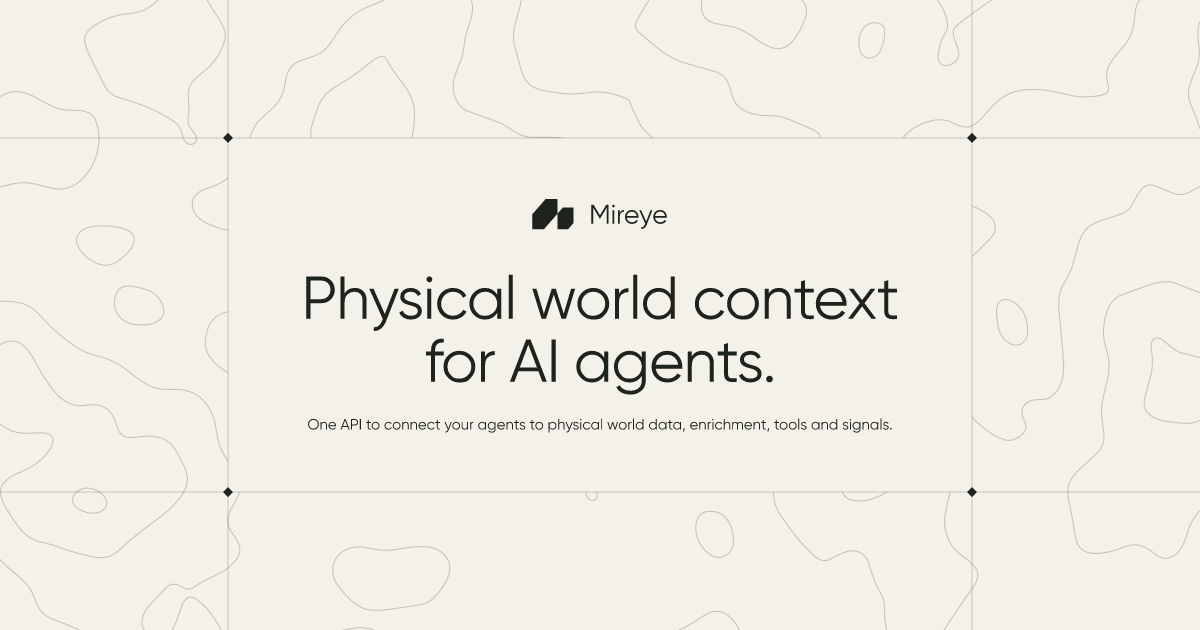 Mireye
Physical world context
for AI agents.
One API to connect your agents to physical world data, enrichment, tools and signals.